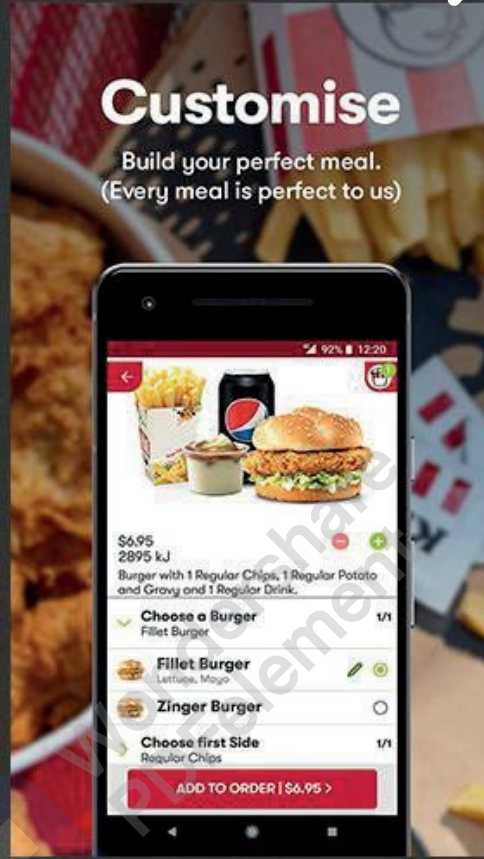 Customise
Build your perfect meal.
(Every meal is perfect to us)
92% 12:20
$6.95
2895 kJ
Burger with 1 Regular Chips, 1 Regular Potato
and Gravy and 1 Regular Drink.
Choose a Burger 1/1
Fillet Burger
Fillet Burger
Lettuce, Mayo
Zinger Burger
Choose first Side 1/1
Regular Chips
ADD TO ORDER | $6.95 >
Wondershare
PDFelement